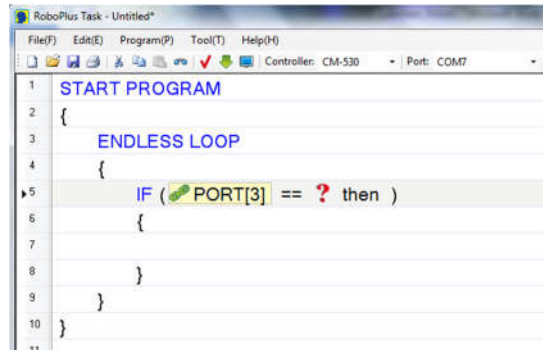 RoboPlus Task - Untitled*
File(F) Edit(E) Program(P) Tool(T) Help(H)
Controller: CM-530 Port: COM7
1 START PROGRAM
2 {
3 ENDLESS LOOP
4 {
5 IF ( PORT[3] == ? then )
6 {
7
8 }
9 }
10 }
11